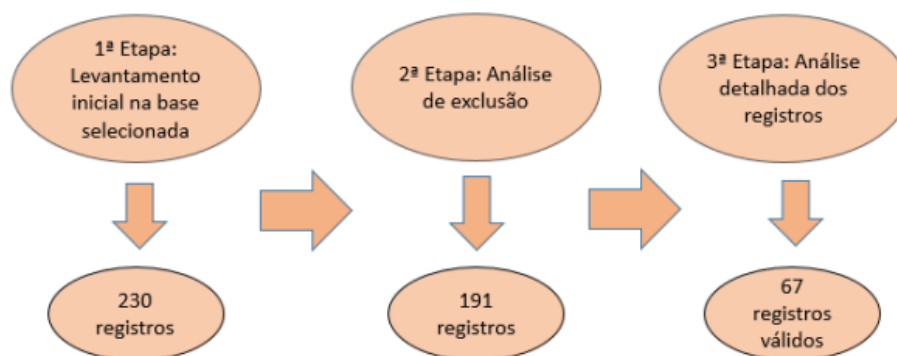 1ª Etapa:
Levantamento
inicial na base
selecionada
2ª Etapa: Análise
de exclusão
3ª Etapa: Análise
detalhada dos
registros
230
registros
191
registros
67
registros
válidos